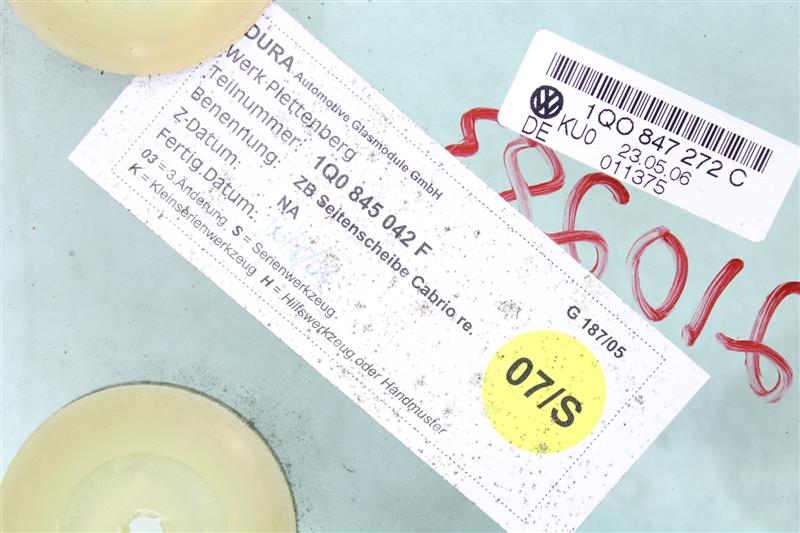 DURA Automotive Glasmodule GmbH
werk Plettenberg
Teilnummer: 1Q0 845 042 F
Benennung: ZB Seitenscheibe Cabrio re.
Z-Datum: NA
Fertig.Datum:
03 = 3.Änderung S = Serienwerkzeug
K = Kleinserienwerkzeug H = Hilfswerkzeug oder Handmuster
G 187/05
07/S
1QO 847 272 C
DE KU0 23.05.06
011375